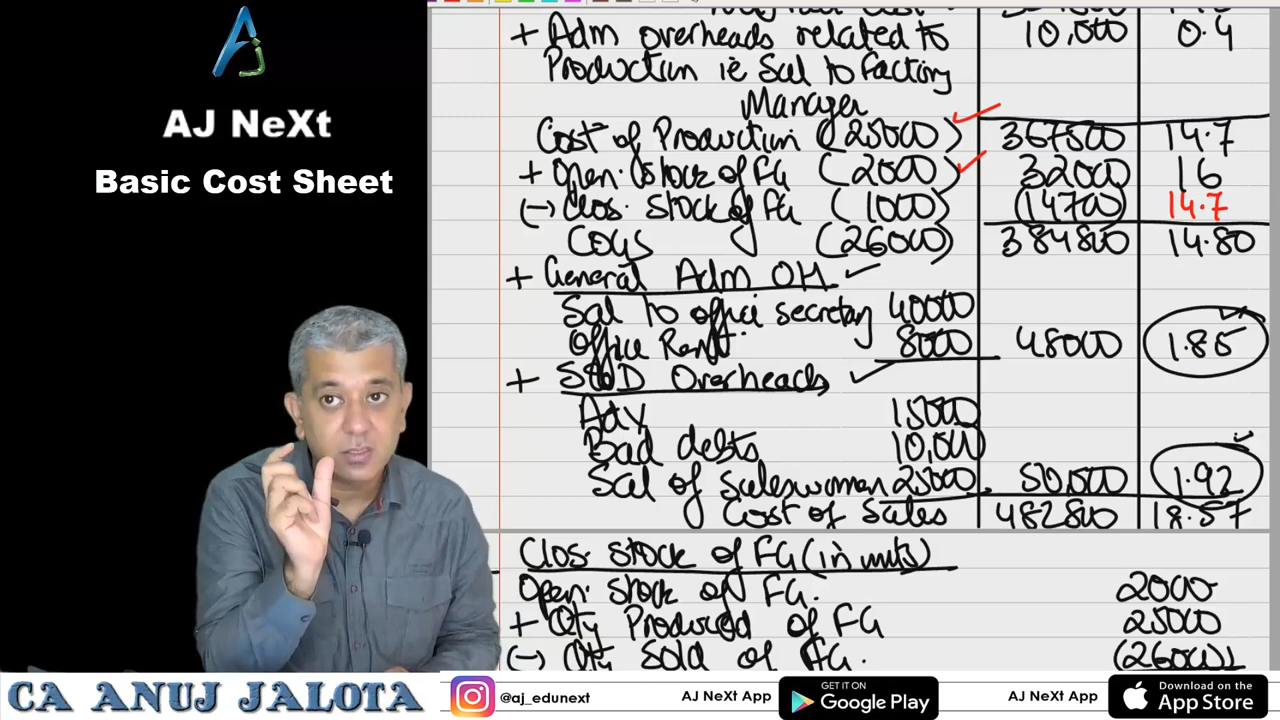 AJ NeXt
Basic Cost Sheet
+ Adm overheads related to 10,000 0.4
Production ie Sal to Factory
Manager
Cost of Production (25000) 367500 14.7
+ Open. Stock of FG (2000) 32000 16
(-) Clos. Stock of FG (1000) (14700) 14.7
COGS (26000) 384800 14.80
+ General Adm OH
Sal to office secretary 40000
Office Rent 8000 48000 1.85
+ S&D Overheads
Adv 15000
Bad debts 10,000
Sal of Saleswoman 25000 50,000 1.92
Cost of Sales 482800 18.57
Clos. Stock of FG (in units)
Open. Stock of FG. 2000
+ Qty Produced of FG 25000
(-) Qty Sold of FG. (26000)
CA ANUJ JALOTA
@aj_edunext
AJ NeXt App
GET IT ON
Google Play
AJ NeXt App
Download on the
App Store